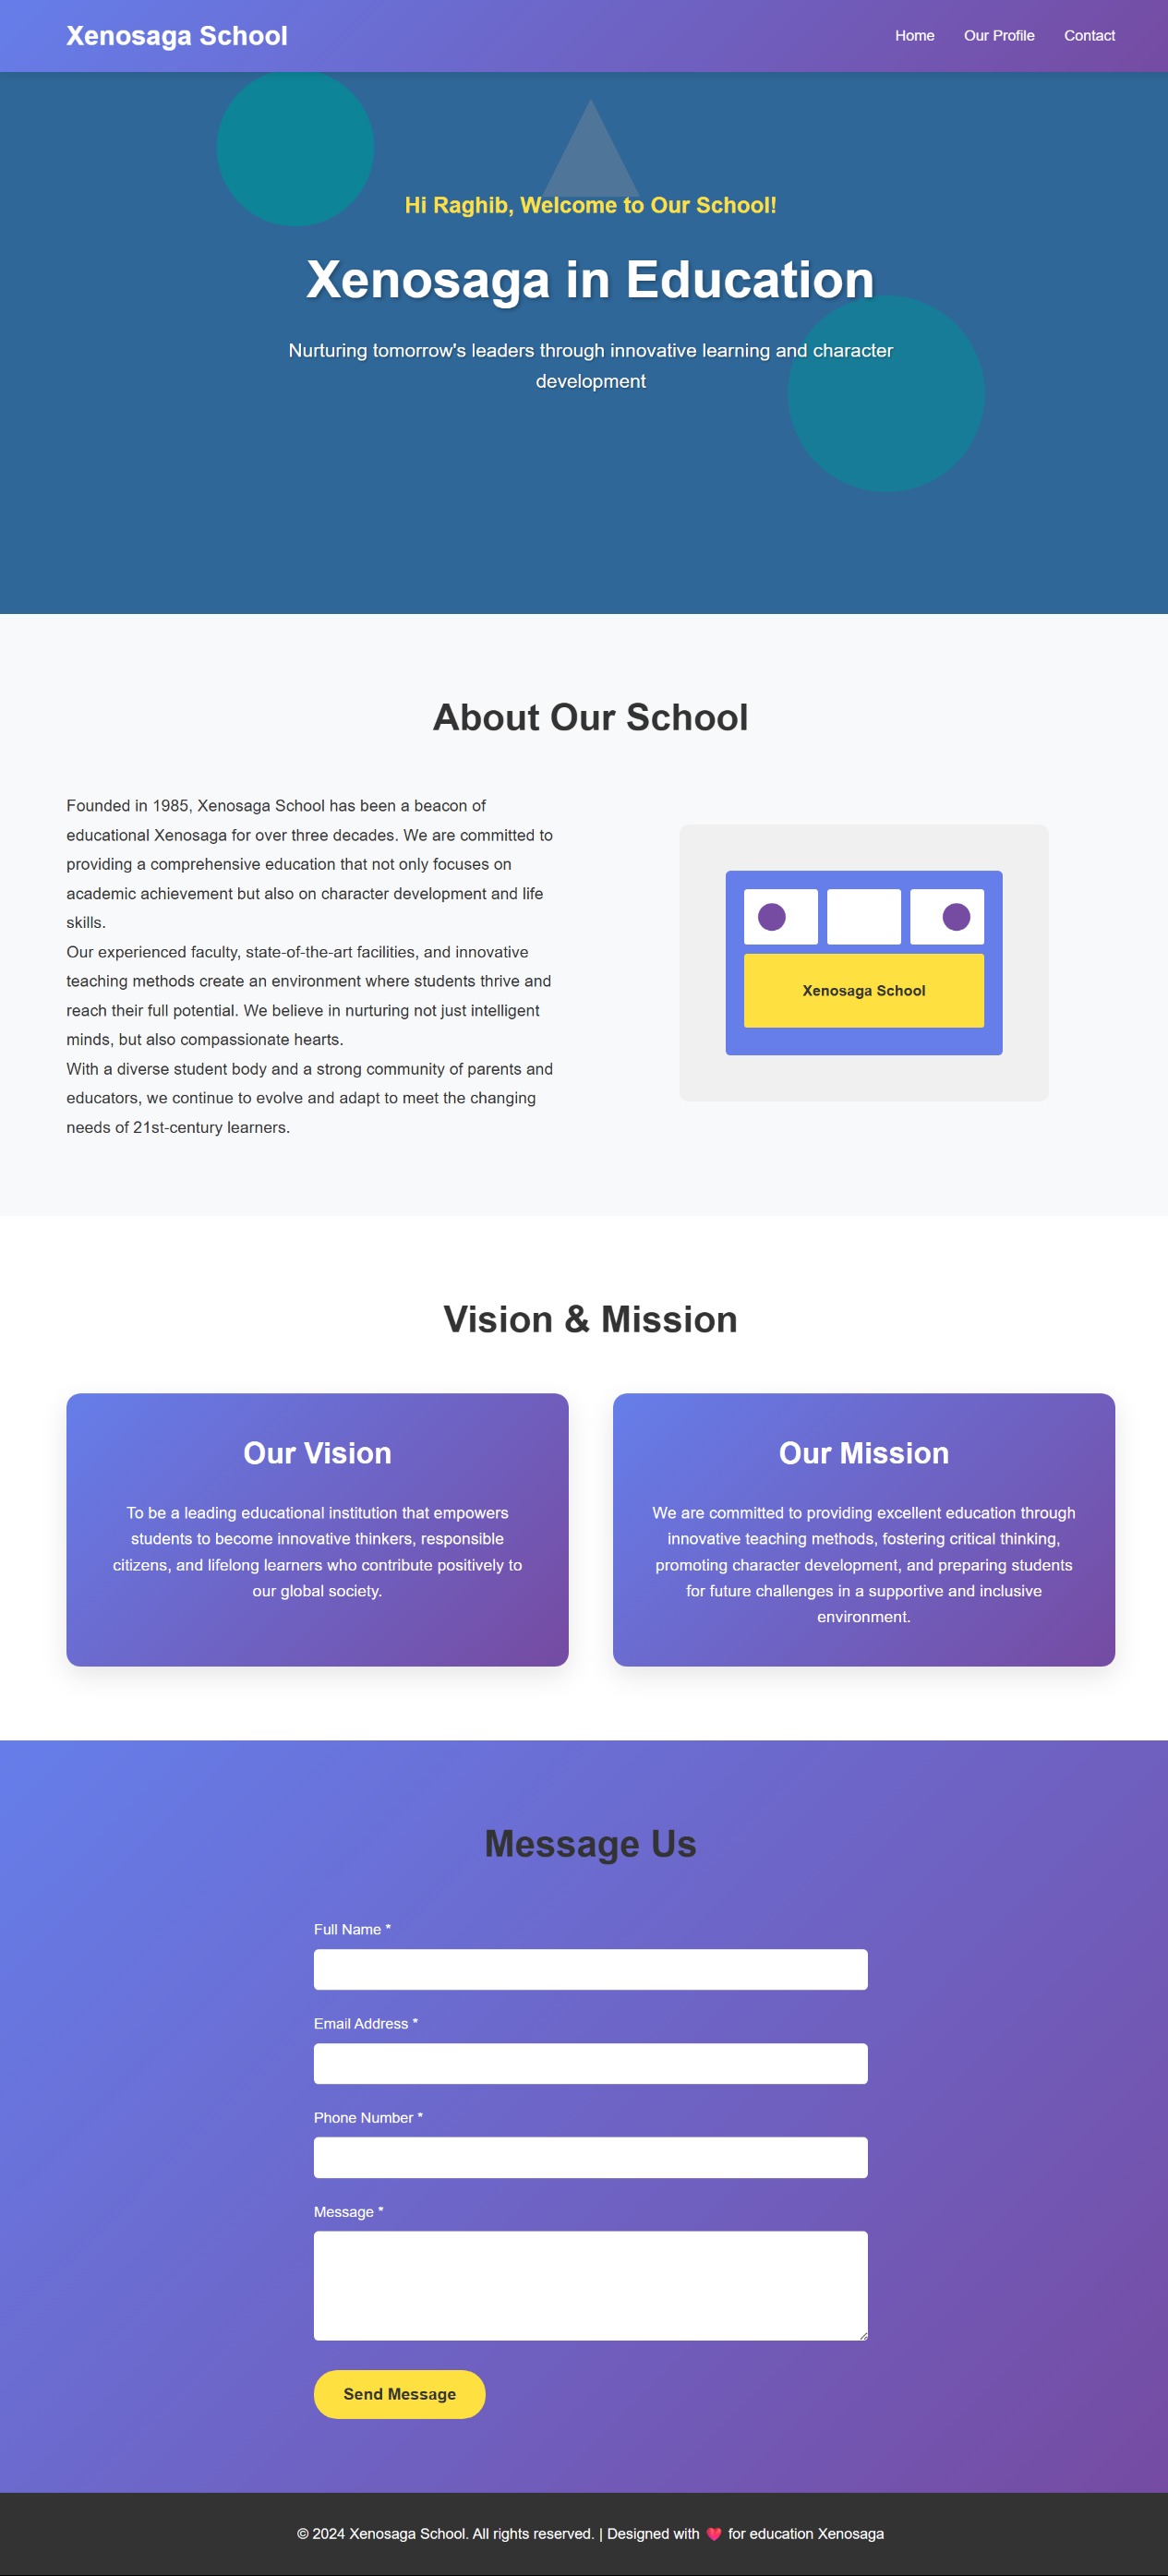 Xenosaga School
Home
Our Profile
Contact
Hi Raghib, Welcome to Our School!
Xenosaga in Education
Nurturing tomorrow's leaders through innovative learning and character
development
About Our School
Founded in 1985, Xenosaga School has been a beacon of
educational Xenosaga for over three decades. We are committed to
providing a comprehensive education that not only focuses on
academic achievement but also on character development and life
skills.
Our experienced faculty, state-of-the-art facilities, and innovative
teaching methods create an environment where students thrive and
reach their full potential. We believe in nurturing not just intelligent
minds, but also compassionate hearts.
With a diverse student body and a strong community of parents and
educators, we continue to evolve and adapt to meet the changing
needs of 21st-century learners.
Xenosaga School
Vision & Mission
Our Vision
To be a leading educational institution that empowers
students to become innovative thinkers, responsible
citizens, and lifelong learners who contribute positively to
our global society.
Our Mission
We are committed to providing excellent education through
innovative teaching methods, fostering critical thinking,
promoting character development, and preparing students
for future challenges in a supportive and inclusive
environment.
Message Us
Full Name *
Email Address *
Phone Number *
Message *
Send Message
© 2024 Xenosaga School. All rights reserved. | Designed with 💗 for education Xenosaga